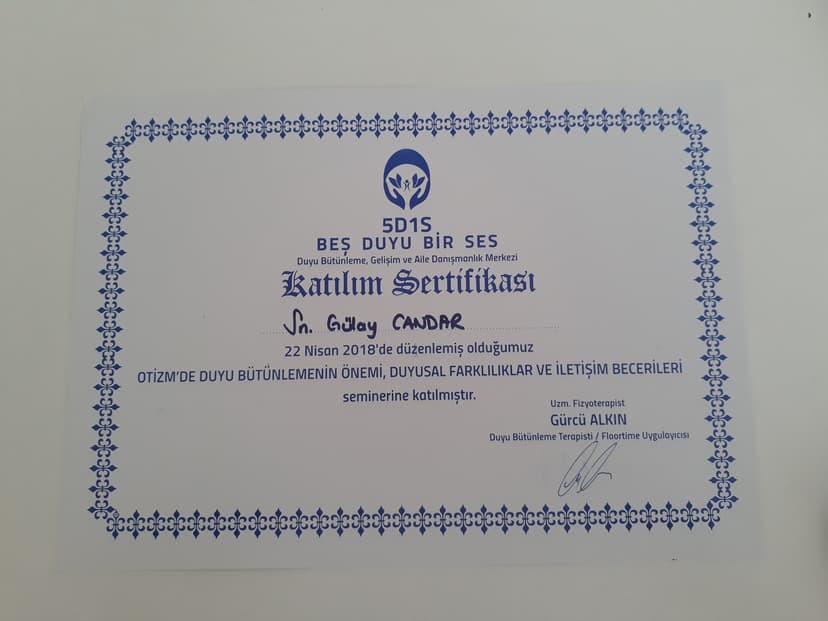 5D1S
BEŞ DUYU BİR SES
Duyu Bütünleme, Gelişim ve Aile Danışmanlık Merkezi
Katılım Sertifikası
Sn. Gülay CANDAR
22 Nisan 2018'de düzenlemiş olduğumuz
OTİZM'DE DUYU BÜTÜNLEMENİN ÖNEMİ, DUYUSAL FARKLILIKLAR VE İLETİŞİM BECERİLERİ
seminerine katılmıştır.
Uzm. Fizyoterapist
Gürcü ALKIN
Duyu Bütünleme Terapisti / Floortime Uygulayıcısı